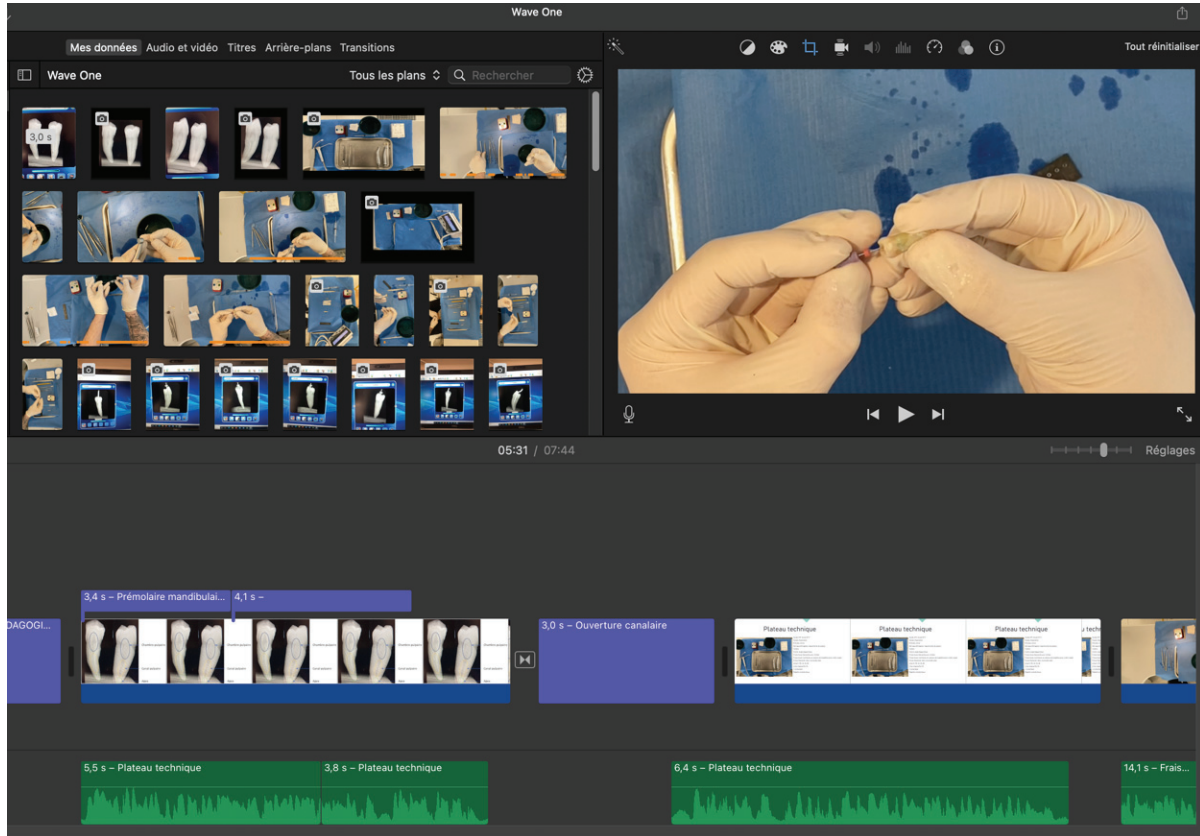 Wave One
Mes données Audio et vidéo Titres Arrière-plans Transitions
Tout réinitialiser
Wave One
Tous les plans
Rechercher
3,0 s
05:31 / 07:44
Réglages
3,4 s – Prémolaire mandibulai...
4,1 s –
DAGOGI...
3,0 s – Ouverture canalaire
Plateau technique
Plateau technique
Plateau technique
5,5 s – Plateau technique
3,8 s – Plateau technique
6,4 s – Plateau technique
14,1 s – Frais...